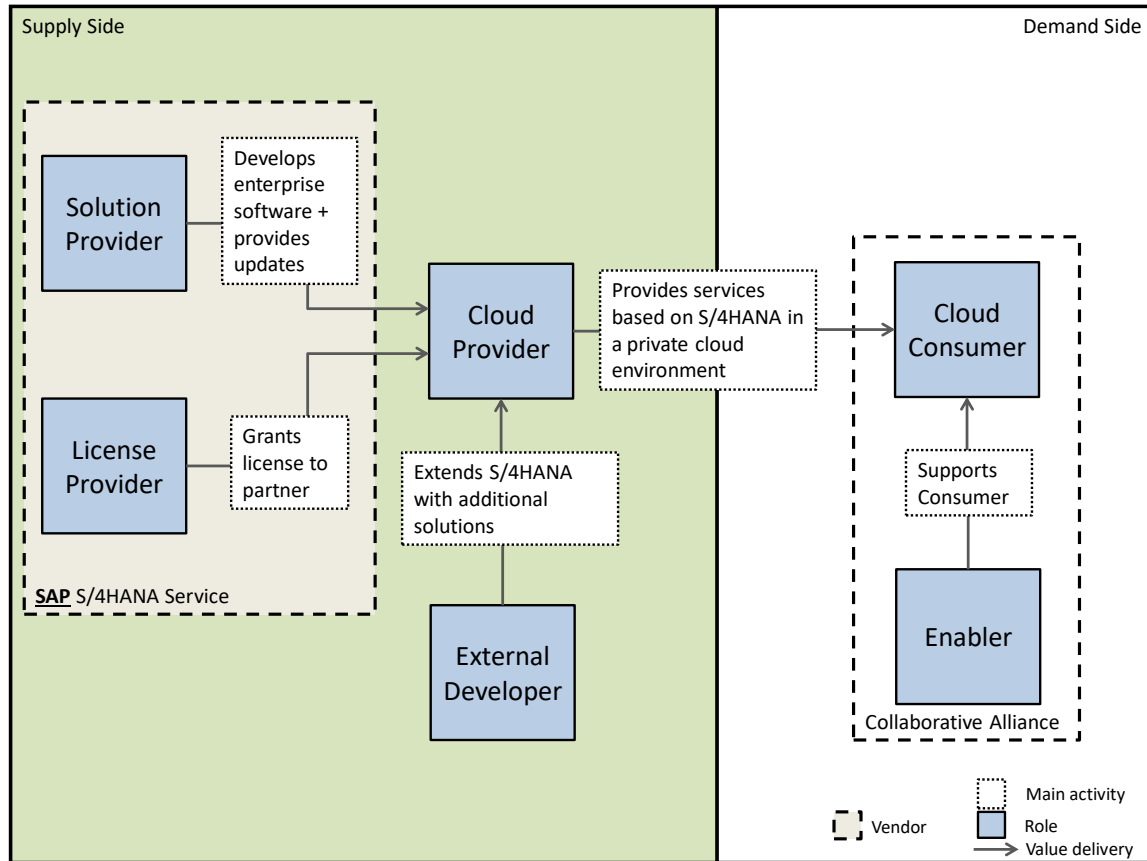 Supply Side
Demand Side
Solution
Provider
Develops
enterprise
software +
provides
updates
License
Provider
Grants
license to
partner
SAP S/4HANA Service
Cloud
Provider
Extends S/4HANA
with additional
solutions
External
Developer
Provides services
based on S/4HANA in
a private cloud
environment
Cloud
Consumer
Supports
Consumer
Enabler
Collaborative Alliance
Main activity
Vendor
Role
Value delivery